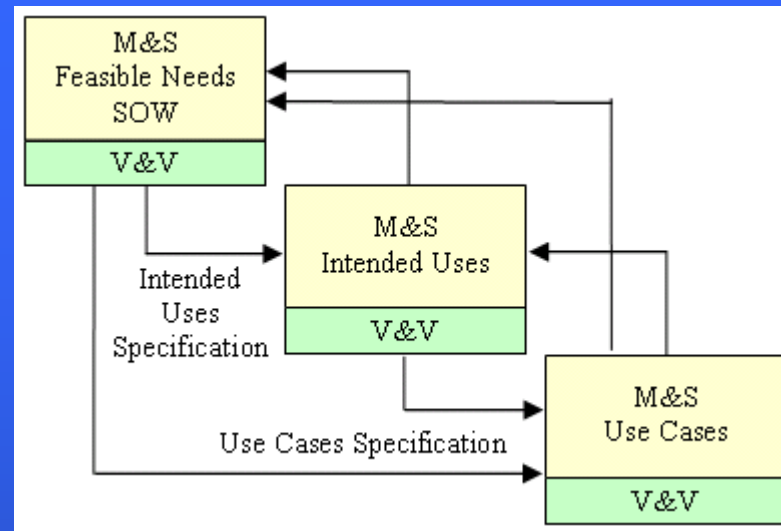 M&S
Feasible Needs
SOW
V&V
M&S
Intended Uses
V&V
Intended
Uses
Specification
M&S
Use Cases
V&V
Use Cases Specification